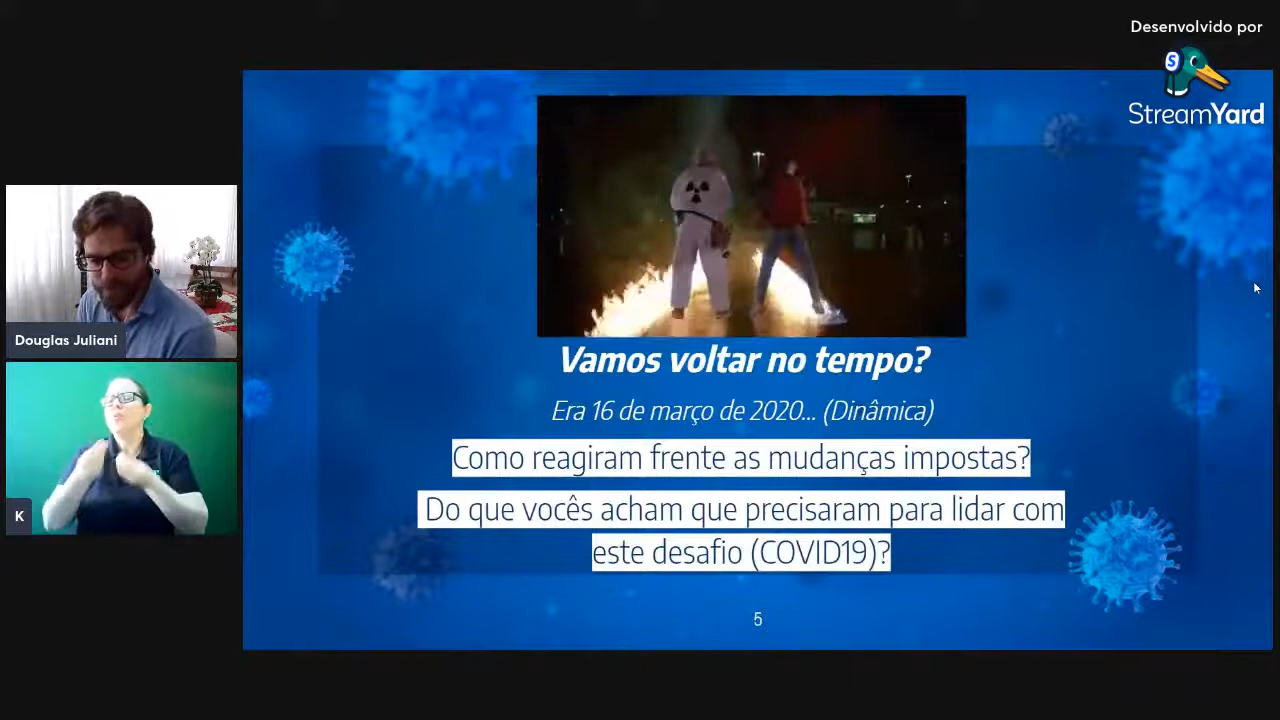 Desenvolvido por
S
StreamYard
Douglas Juliani
K
Vamos voltar no tempo?
Era 16 de março de 2020... (Dinâmica)
Como reagiram frente as mudanças impostas?
Do que vocês acham que precisaram para lidar com
este desafio (COVID19)?
5